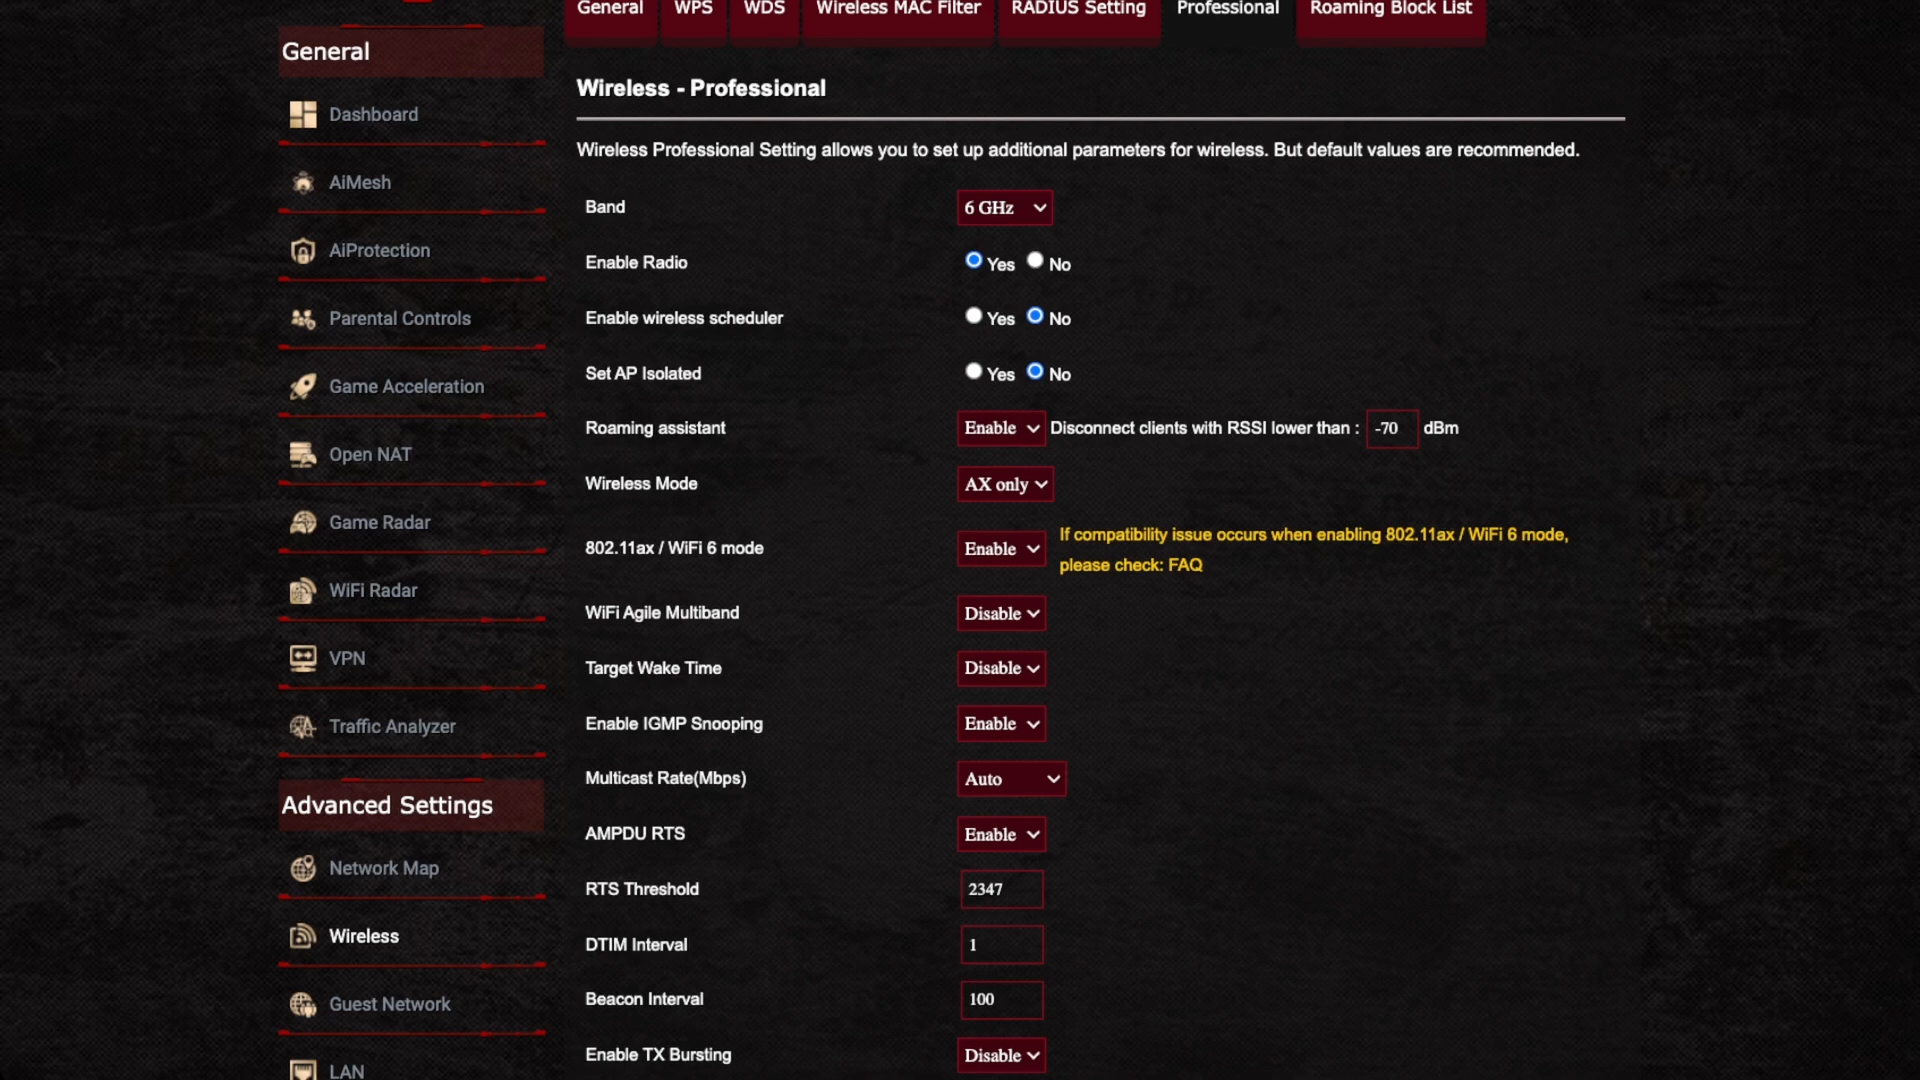 General
WPS
WDS
Wireless MAC Filter
RADIUS Setting
Professional
Roaming Block List
General
Dashboard
AiMesh
AiProtection
Parental Controls
Game Acceleration
Open NAT
Game Radar
WiFi Radar
VPN
Traffic Analyzer
Advanced Settings
Network Map
Wireless
Guest Network
LAN
Wireless - Professional
Wireless Professional Setting allows you to set up additional parameters for wireless. But default values are recommended.
Band 6 GHz
Enable Radio Yes No
Enable wireless scheduler Yes No
Set AP Isolated Yes No
Roaming assistant Enable Disconnect clients with RSSI lower than : -70 dBm
Wireless Mode AX only
802.11ax / WiFi 6 mode Enable If compatibility issue occurs when enabling 802.11ax / WiFi 6 mode,
please check: FAQ
WiFi Agile Multiband Disable
Target Wake Time Disable
Enable IGMP Snooping Enable
Multicast Rate(Mbps) Auto
AMPDU RTS Enable
RTS Threshold 2347
DTIM Interval 1
Beacon Interval 100
Enable TX Bursting Disable